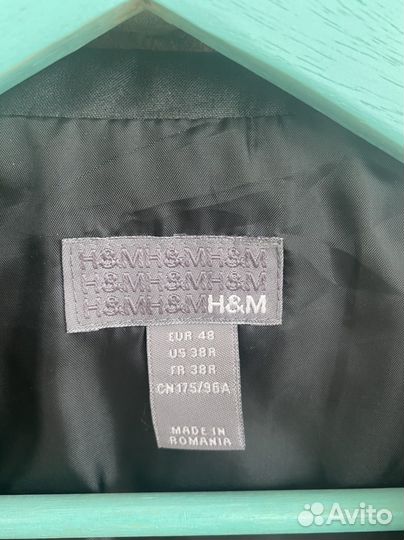 H&MH&MH&M
H&MH&MH&M
H&MH&MH&M
EUR 48
US 38R
FR 38R
CN 175/96A
MADE IN
ROMANIA
Avito